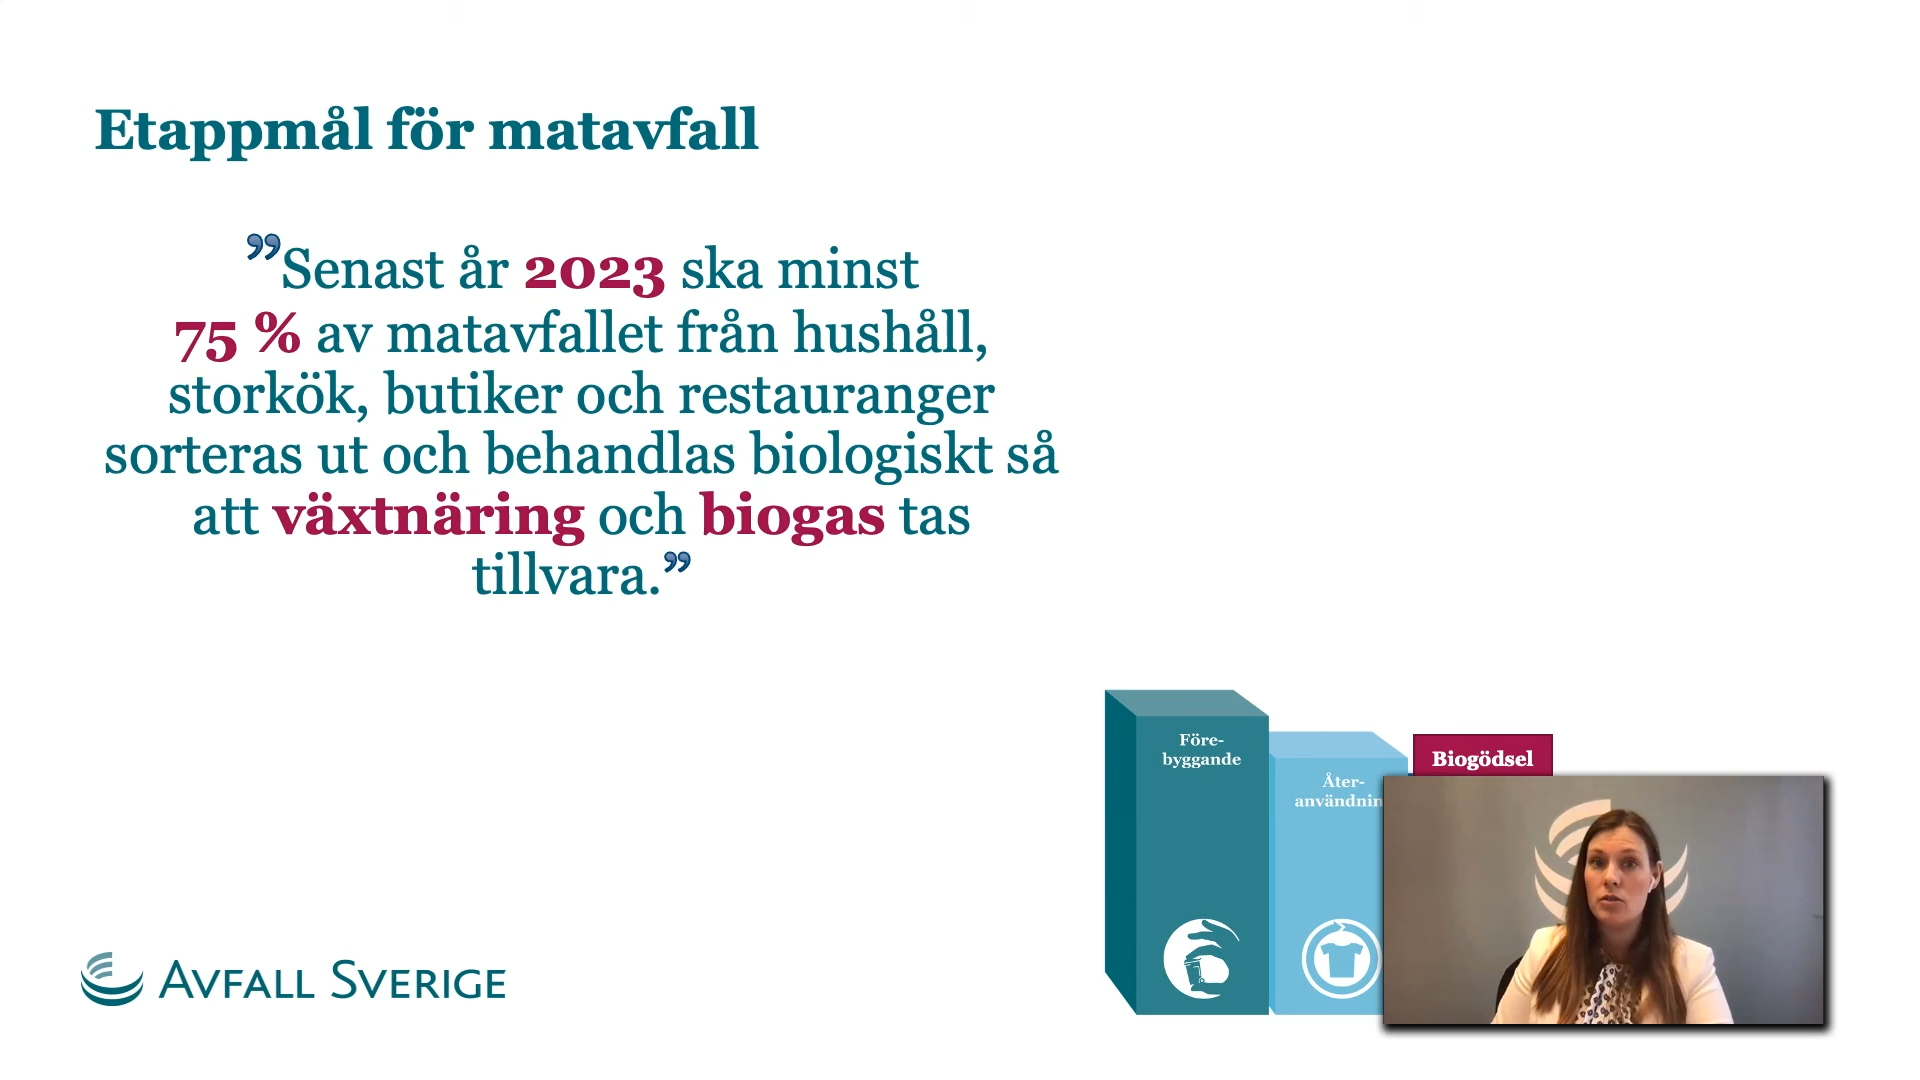 Etappmål för matavfall
”Senast år 2023 ska minst
75 % av matavfallet från hushåll,
storkök, butiker och restauranger
sorteras ut och behandlas biologiskt så
att växtnäring och biogas tas
tillvara.”
Före-
byggande
Åter-
användnin
Biogödsel
AVFALL SVERIGE